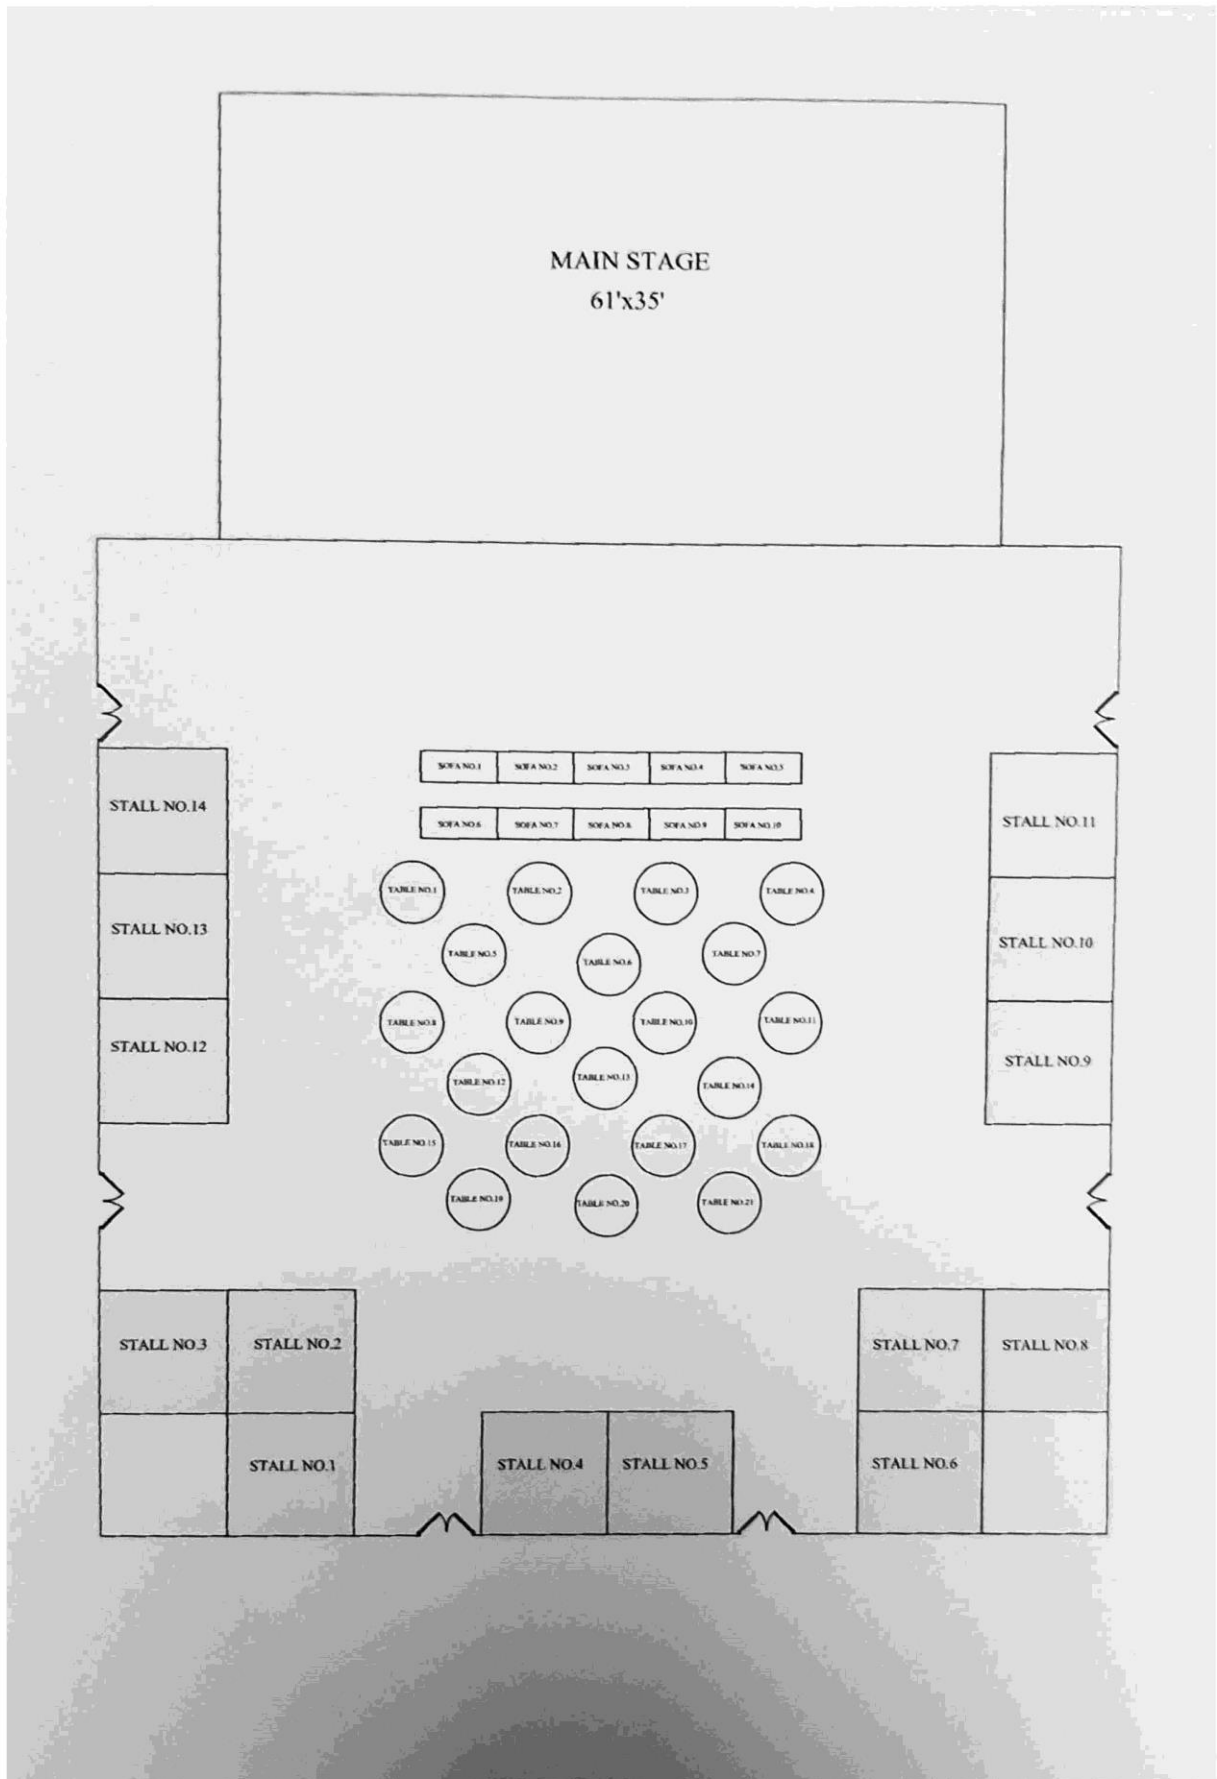 MAIN STAGE
61'x35'
SOFA NO.1 SOFA NO.2 SOFA NO.3 SOFA NO.4 SOFA NO.5
STALL NO.14
STALL NO.11
SOFA NO.6 SOFA NO.7 SOFA NO.8 SOFA NO.9 SOFA NO.10
TABLE NO.1 TABLE NO.2 TABLE NO.3 TABLE NO.4
STALL NO.13
STALL NO.10
TABLE NO.5 TABLE NO.6 TABLE NO.7
TABLE NO.8 TABLE NO.9 TABLE NO.10 TABLE NO.11
STALL NO.12
STALL NO.9
TABLE NO.12 TABLE NO.13 TABLE NO.14
TABLE NO.15 TABLE NO.16 TABLE NO.17 TABLE NO.18
TABLE NO.19 TABLE NO.20 TABLE NO.21
STALL NO.3 STALL NO.2 STALL NO.7 STALL NO.8
STALL NO.1 STALL NO.4 STALL NO.5 STALL NO.6